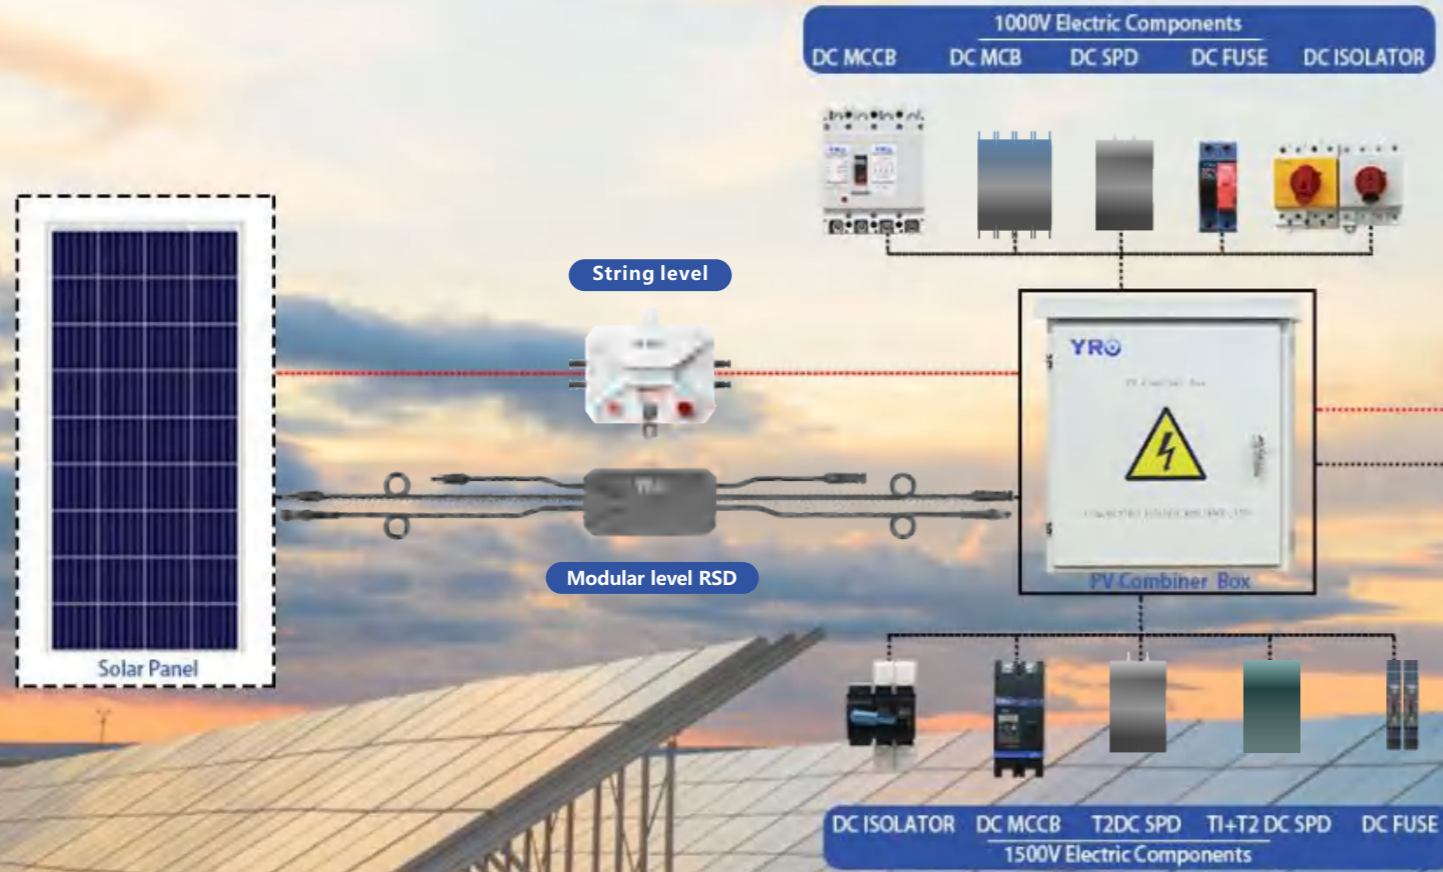 1000V Electric Components
DC MCCB DC MCB DC SPD DC FUSE DC ISOLATOR
String level
YRO
YRO
Modular level RSD
PV Combiner Box
Solar Panel
DC ISOLATOR DC MCCB T2DC SPD TI+T2 DC SPD DC FUSE
1500V Electric Components